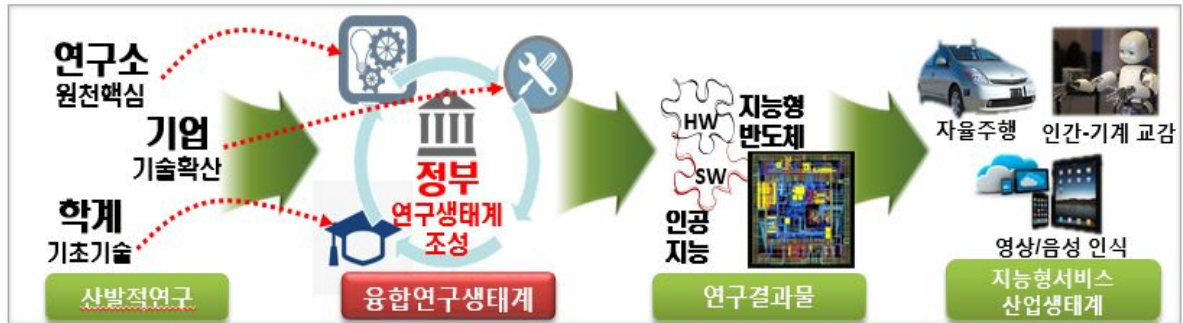 연구소
원천핵심
기업
기술확산
학계
기초기술
산발적연구
정부
연구생태계
조성
융합연구생태계
HW
지능형
반도체
SW
인공
지능
연구결과물
자율주행
인간-기계 교감
영상/음성 인식
지능형서비스
산업생태계